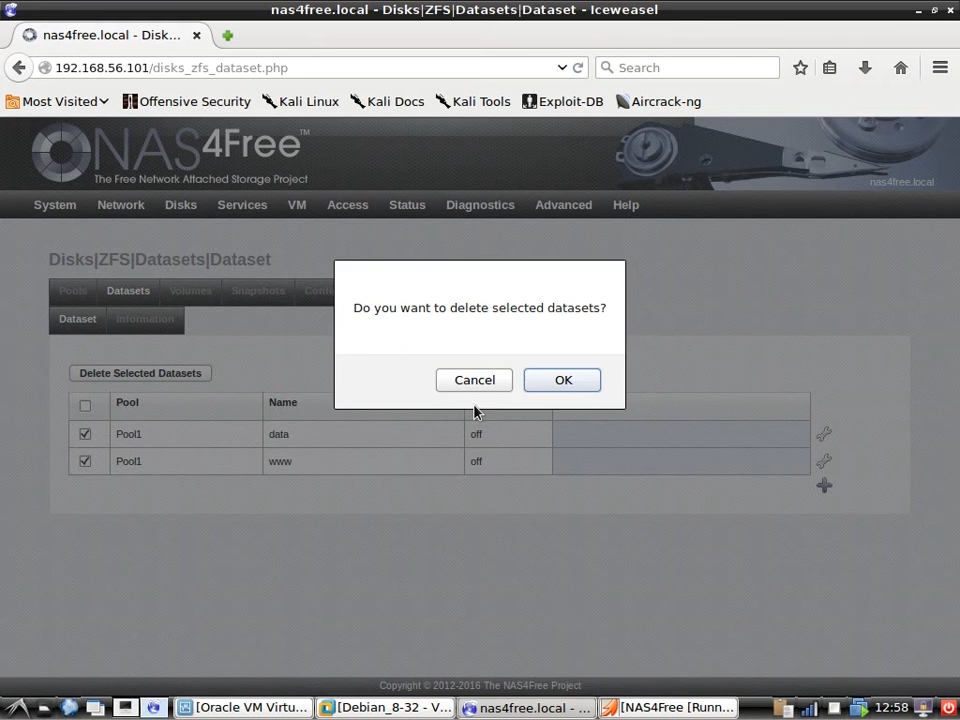 nas4free.local - Disks|ZFS|Datasets|Dataset - Iceweasel
nas4free.local - Disk...
192.168.56.101/disks_zfs_dataset.php
Search
Most Visited
Offensive Security
Kali Linux
Kali Docs
Kali Tools
Exploit-DB
Aircrack-ng
NAS4Free™
The Free Network Attached Storage Project
nas4free.local
System Network Disks Services VM Access Status Diagnostics Advanced Help
Disks|ZFS|Datasets|Dataset
Pools Datasets Volumes Snapshots
Dataset Information
Do you want to delete selected datasets?
Cancel OK
Delete Selected Datasets
Pool Name
Pool1 data off
Pool1 www off
Copyright © 2012-2016 The NAS4Free Project
[Oracle VM Virtu...
[Debian_8-32 - V...
nas4free.local - ...
[NAS4Free [Runn...
12:58